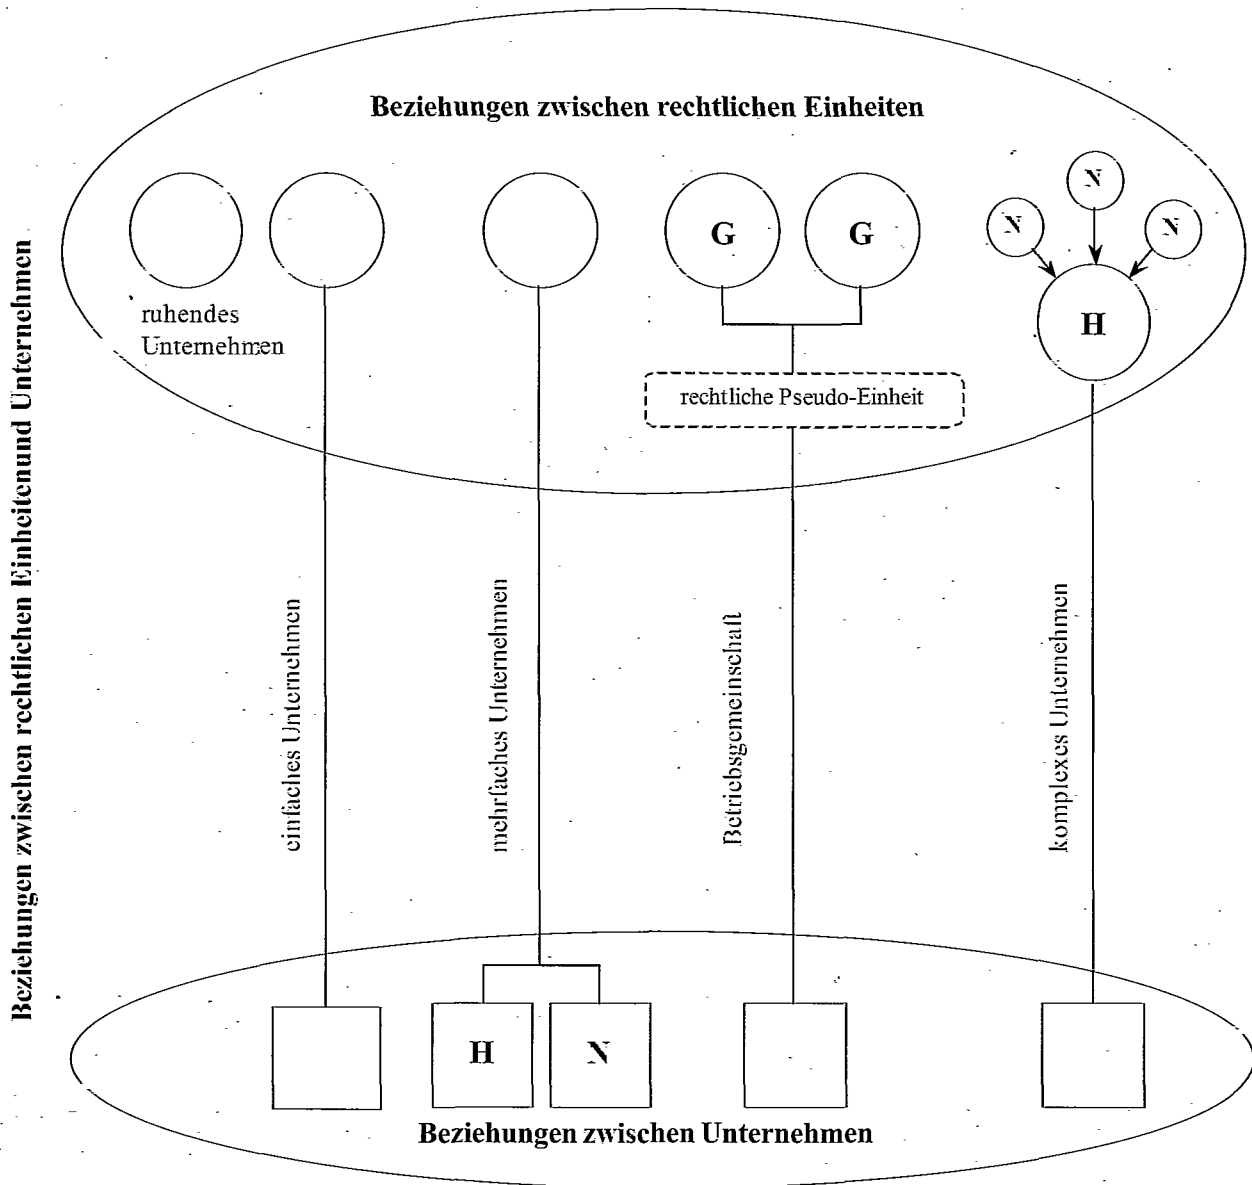 Beziehungen zwischen rechtlichen Einheiten
N
N
N
G
G
H
ruhendes
Unternehmen
rechtliche Pseudo-Einheit
Beziehungen zwischen rechtlichen Einheitenund Unternehmen
einfaches Unternehmen
mehrfaches Unternehmen
Betriebsgemeinschaft
komplexes Unternehmen
H
N
Beziehungen zwischen Unternehmen